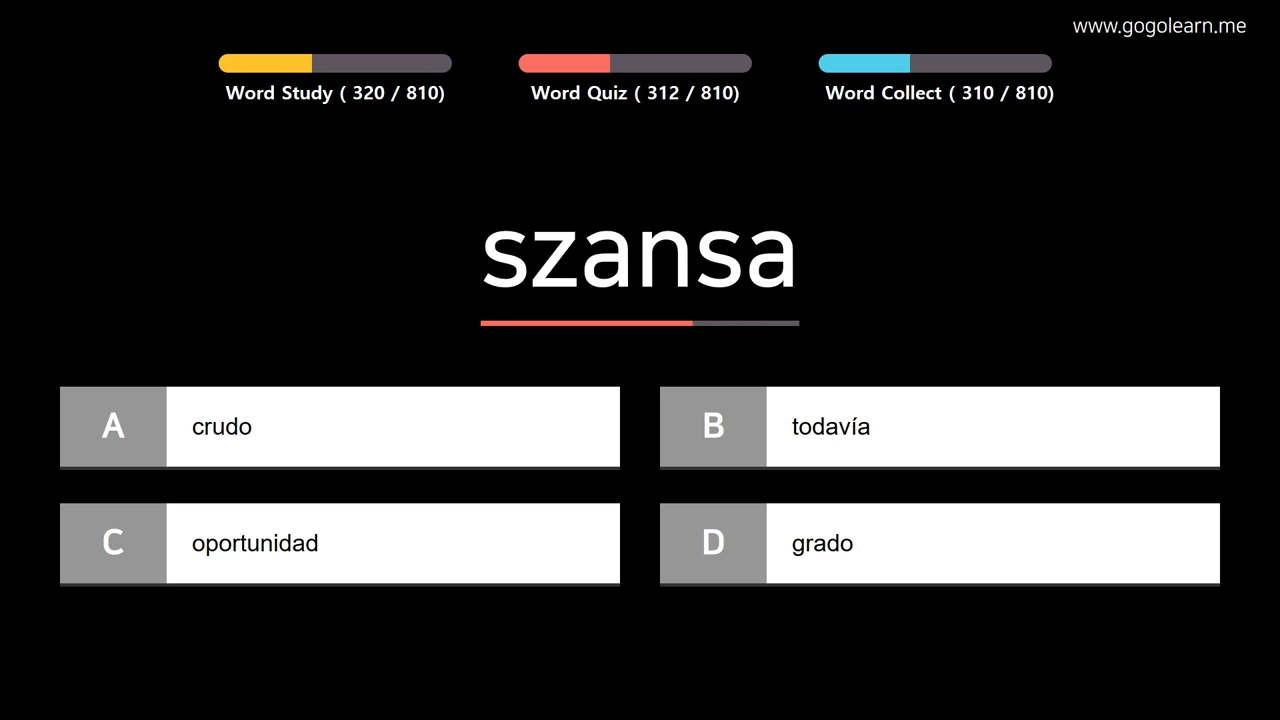 www.gogolearn.me
Word Study ( 320 / 810)
Word Quiz ( 312 / 810)
Word Collect ( 310 / 810)
szansa
A crudo
B todavía
C oportunidad
D grado